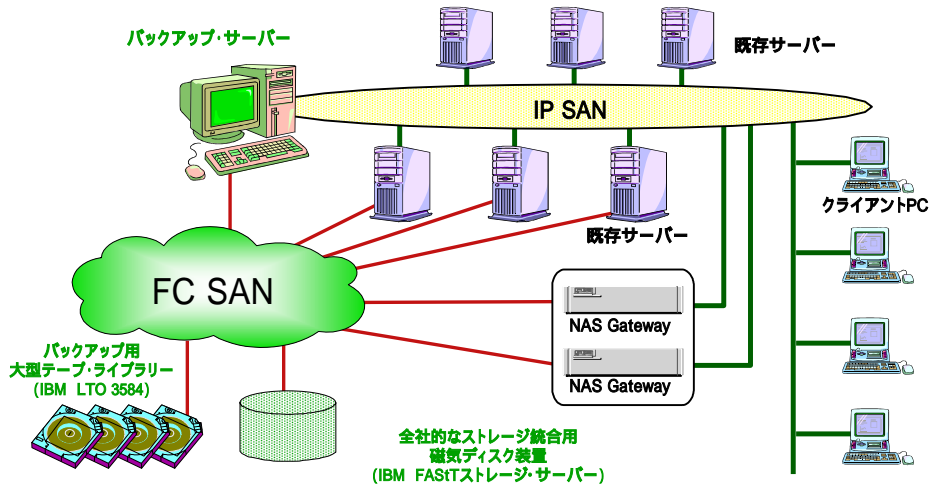 バックアップ・サーバー
既存サーバー
IP SAN
クライアントPC
既存サーバー
FC SAN
NAS Gateway
バックアップ用
大型テープ・ライブラリー
(IBM LTO 3584)
NAS Gateway
全社的なストレージ統合用
磁気ディスク装置
(IBM FAStTストレージ・サーバー)